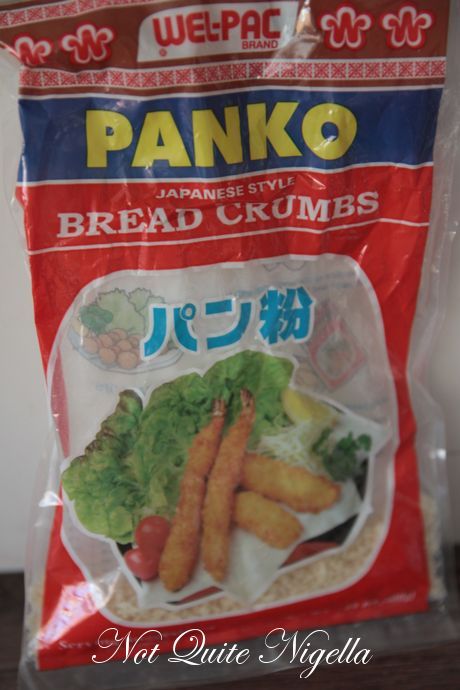 WEL-PAC
® BRAND
PANKO
JAPANESE STYLE
BREAD CRUMBS
パン粉
Not Quite Nigella